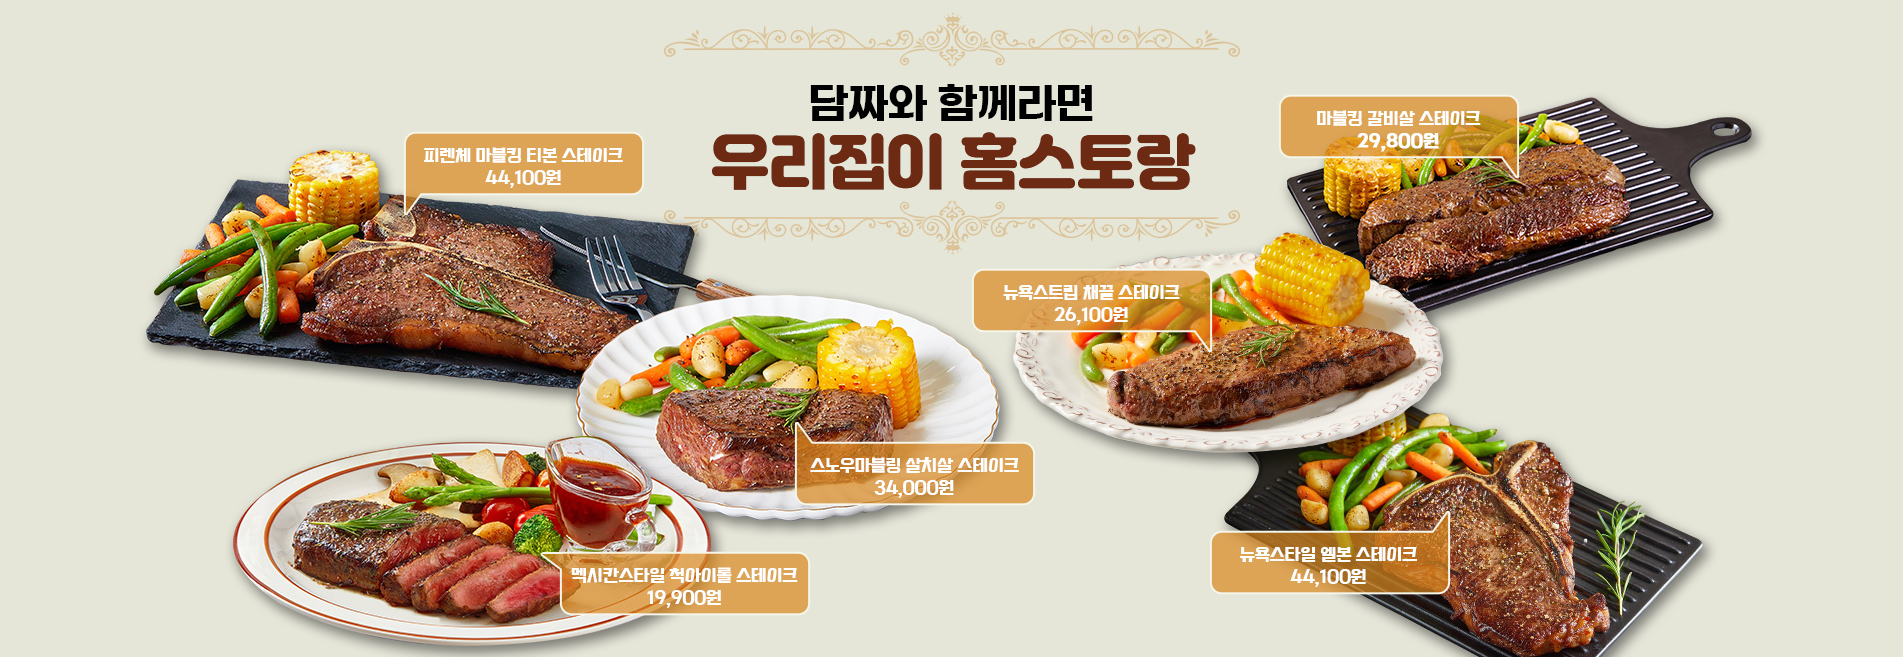 담짜와 함께라면
우리집이 홈스토랑
피렌체 마블킹 티본 스테이크
44,100원
마블킹 갈비살 스테이크
29,800원
뉴욕스트립 채끝 스테이크
26,100원
스노우마블링 살치살 스테이크
34,000원
멕시칸스타일 척아이롤 스테이크
19,900원
뉴욕스타일 엘본 스테이크
44,100원